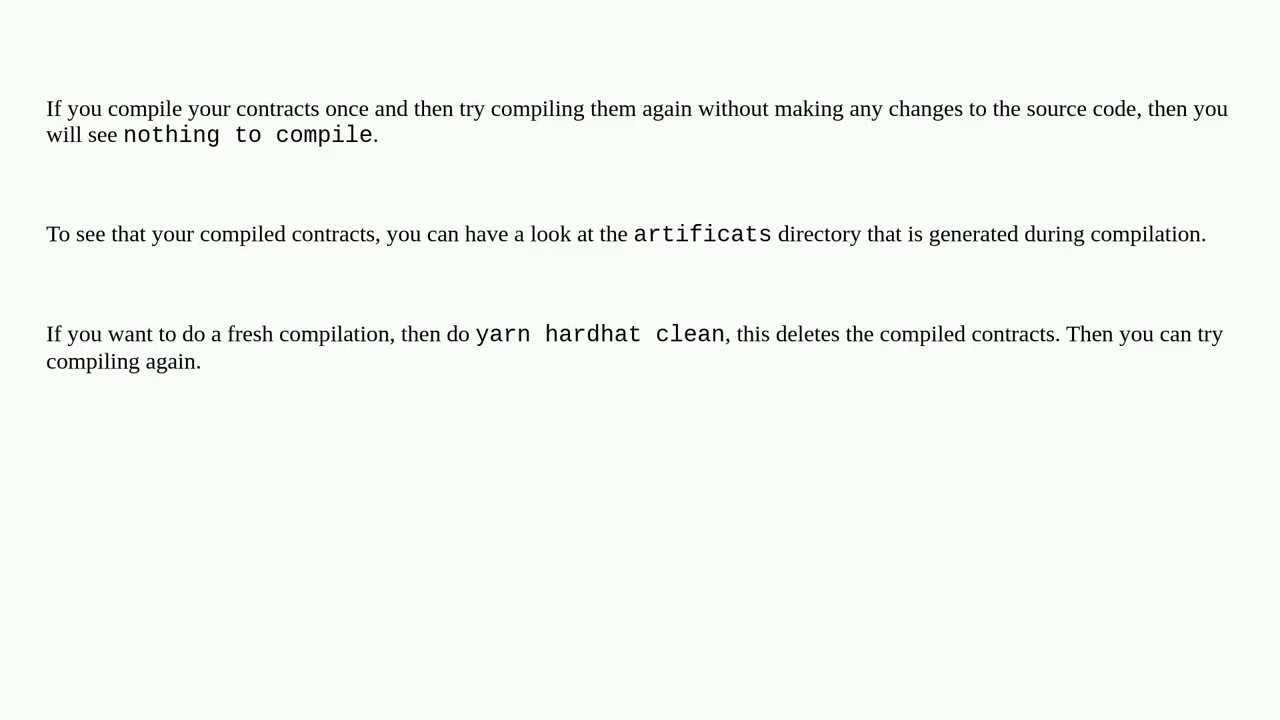 If you compile your contracts once and then try compiling them again without making any changes to the source code, then you
will see nothing to compile.
To see that your compiled contracts, you can have a look at the artificats directory that is generated during compilation.
If you want to do a fresh compilation, then do yarn hardhat clean, this deletes the compiled contracts. Then you can try
compiling again.